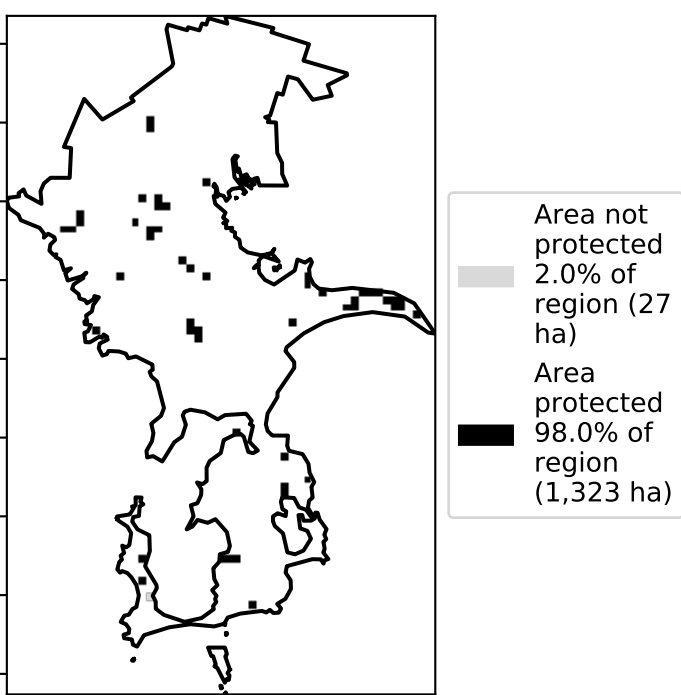 Area not
protected
2.0% of
region (27
ha)
Area
protected
98.0% of
region
(1,323 ha)